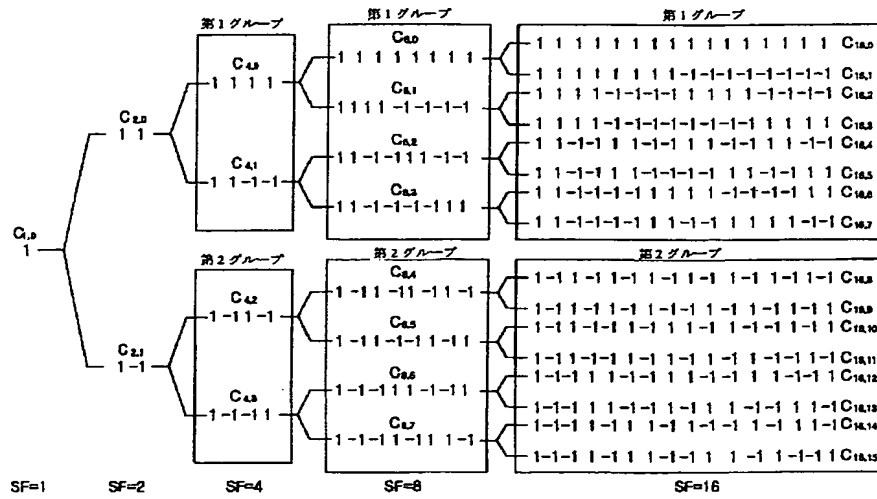 第1グループ
第1グループ
第1グループ
C1,0
1
C2,0
1 1
C2,1
1 -1
C4,0
1 1 1 1
C4,1
1 1 -1 -1
第2グループ
C4,2
1 -1 1 -1
C4,3
1 -1 -1 1
C8,0
1 1 1 1 1 1 1 1
C8,1
1 1 1 1 -1 -1 -1 -1
C8,2
1 1 -1 -1 1 1 -1 -1
C8,3
1 1 -1 -1 -1 -1 1 1
第2グループ
C8,4
1 -1 1 -1 1 -1 1 -1
C8,5
1 -1 1 -1 -1 1 -1 1
C8,6
1 -1 -1 1 1 -1 -1 1
C8,7
1 -1 -1 1 -1 1 1 -1
1 1 1 1 1 1 1 1 1 1 1 1 1 1 1 1 C16,0
1 1 1 1 1 1 1 1 -1 -1 -1 -1 -1 -1 -1 -1 C16,1
1 1 1 1 -1 -1 -1 -1 1 1 1 1 -1 -1 -1 -1 C16,2
1 1 1 1 -1 -1 -1 -1 -1 -1 -1 -1 1 1 1 1 C16,3
1 1 -1 -1 1 1 -1 -1 1 1 -1 -1 1 1 -1 -1 C16,4
1 1 -1 -1 1 1 -1 -1 -1 -1 1 1 -1 -1 1 1 C16,5
1 1 -1 -1 -1 -1 1 1 1 1 -1 -1 -1 -1 1 1 C16,6
1 1 -1 -1 -1 -1 1 1 -1 -1 1 1 1 1 -1 -1 C16,7
第2グループ
1 -1 1 -1 1 -1 1 -1 1 -1 1 -1 1 -1 1 -1 C16,8
1 -1 1 -1 1 -1 1 -1 -1 1 -1 1 -1 1 -1 1 C16,9
1 -1 1 -1 -1 1 -1 1 1 -1 1 -1 -1 1 -1 1 C16,10
1 -1 1 -1 -1 1 -1 1 -1 1 -1 1 1 -1 1 -1 C16,11
1 -1 -1 1 1 -1 -1 1 1 -1 -1 1 1 -1 -1 1 C16,12
1 -1 -1 1 1 -1 -1 1 -1 1 1 -1 -1 1 1 -1 C16,13
1 -1 -1 1 -1 1 1 -1 1 -1 -1 1 -1 1 1 -1 C16,14
1 -1 -1 1 -1 1 1 -1 -1 1 1 -1 1 -1 -1 1 C16,15
SF=1 SF=2 SF=4 SF=8 SF=16